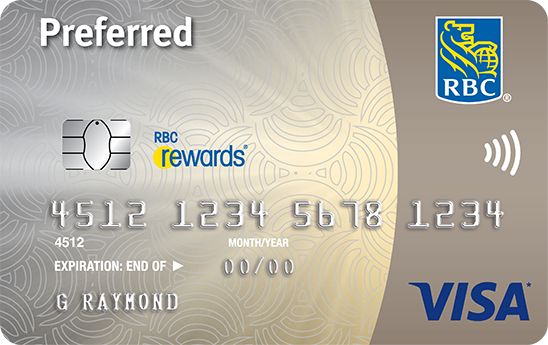 Preferred
RBC
®
RBC
rewards®
4512 1234 5678 1234
4512
MONTH/YEAR
EXPIRATION: END OF ▶ 00/00
G RAYMOND
VISA*